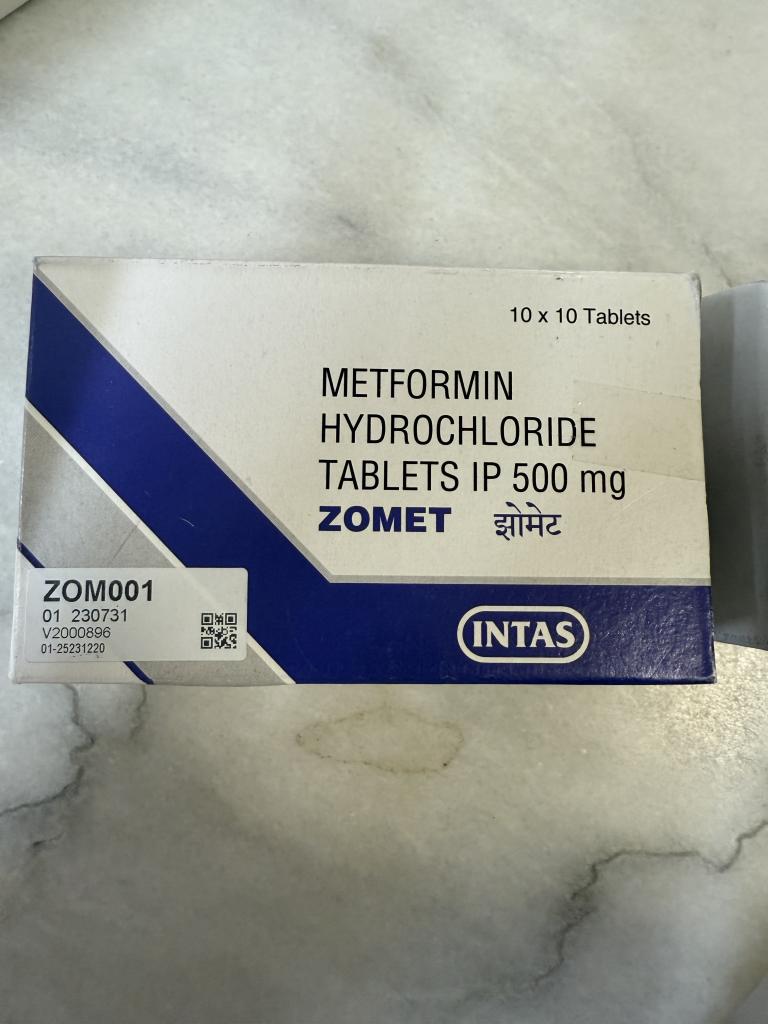 10 x 10 Tablets
METFORMIN
HYDROCHLORIDE
TABLETS IP 500 mg
ZOMET झोमेट
INTAS
ZOM001
01 230731
V2000896
01-25231220